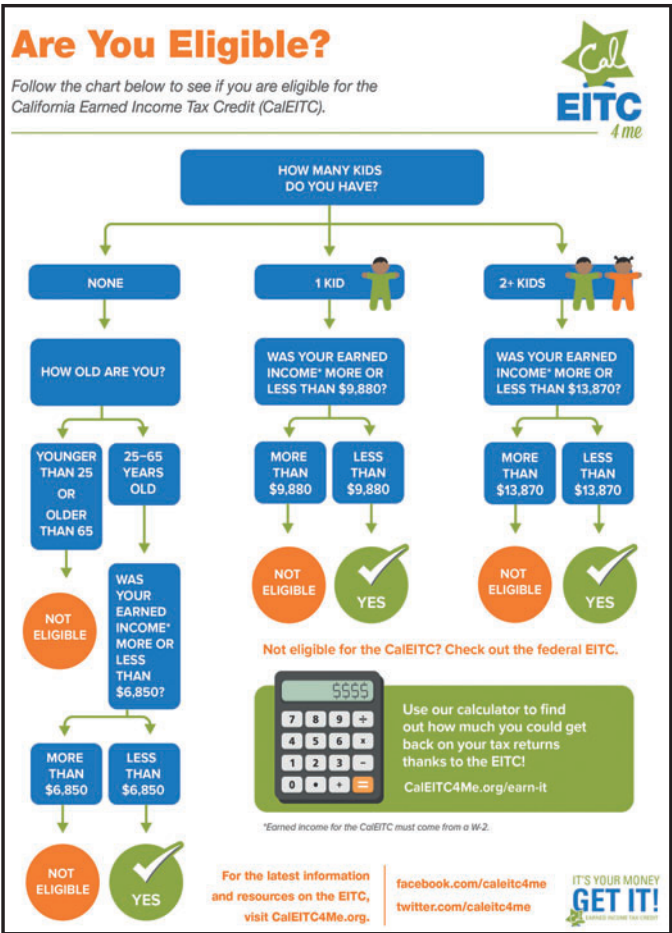 Are You Eligible?
Follow the chart below to see if you are eligible for the
California Earned Income Tax Credit (CalEITC).
Cal
EITC
4 me
HOW MANY KIDS
DO YOU HAVE?
NONE
1 KID
2+ KIDS
HOW OLD ARE YOU?
WAS YOUR EARNED
INCOME* MORE OR
LESS THAN $9,880?
WAS YOUR EARNED
INCOME* MORE OR
LESS THAN $13,870?
YOUNGER
THAN 25
OR
OLDER
THAN 65
25–65
YEARS
OLD
MORE
THAN
$9,880
LESS
THAN
$9,880
MORE
THAN
$13,870
LESS
THAN
$13,870
NOT
ELIGIBLE
WAS
YOUR
EARNED
INCOME*
MORE OR
LESS
THAN
$6,850?
NOT
ELIGIBLE
YES
NOT
ELIGIBLE
YES
MORE
THAN
$6,850
LESS
THAN
$6,850
NOT
ELIGIBLE
YES
Not eligible for the CalEITC? Check out the federal EITC.
$$$$
7 8 9 ÷
4 5 6 x
1 2 3 −
0 • + =
Use our calculator to find
out how much you could get
back on your tax returns
thanks to the EITC!
CalEITC4Me.org/earn-it
*Earned Income for the CalEITC must come from a W-2.
For the latest information
and resources on the EITC,
visit CalEITC4Me.org.
facebook.com/caleitc4me
twitter.com/caleitc4me
IT'S YOUR MONEY
GET IT!
EARNED INCOME TAX CREDIT